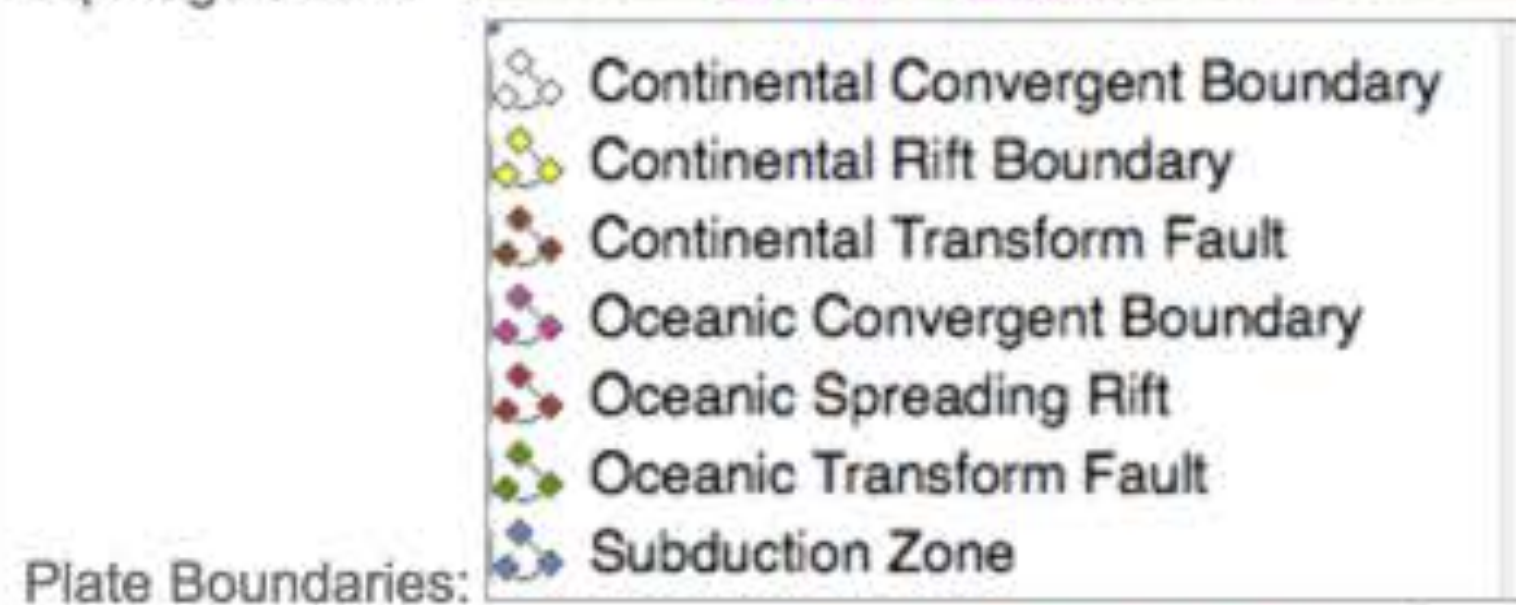 Continental Convergent Boundary
Continental Rift Boundary
Continental Transform Fault
Oceanic Convergent Boundary
Oceanic Spreading Rift
Oceanic Transform Fault
Subduction Zone
Plate Boundaries: